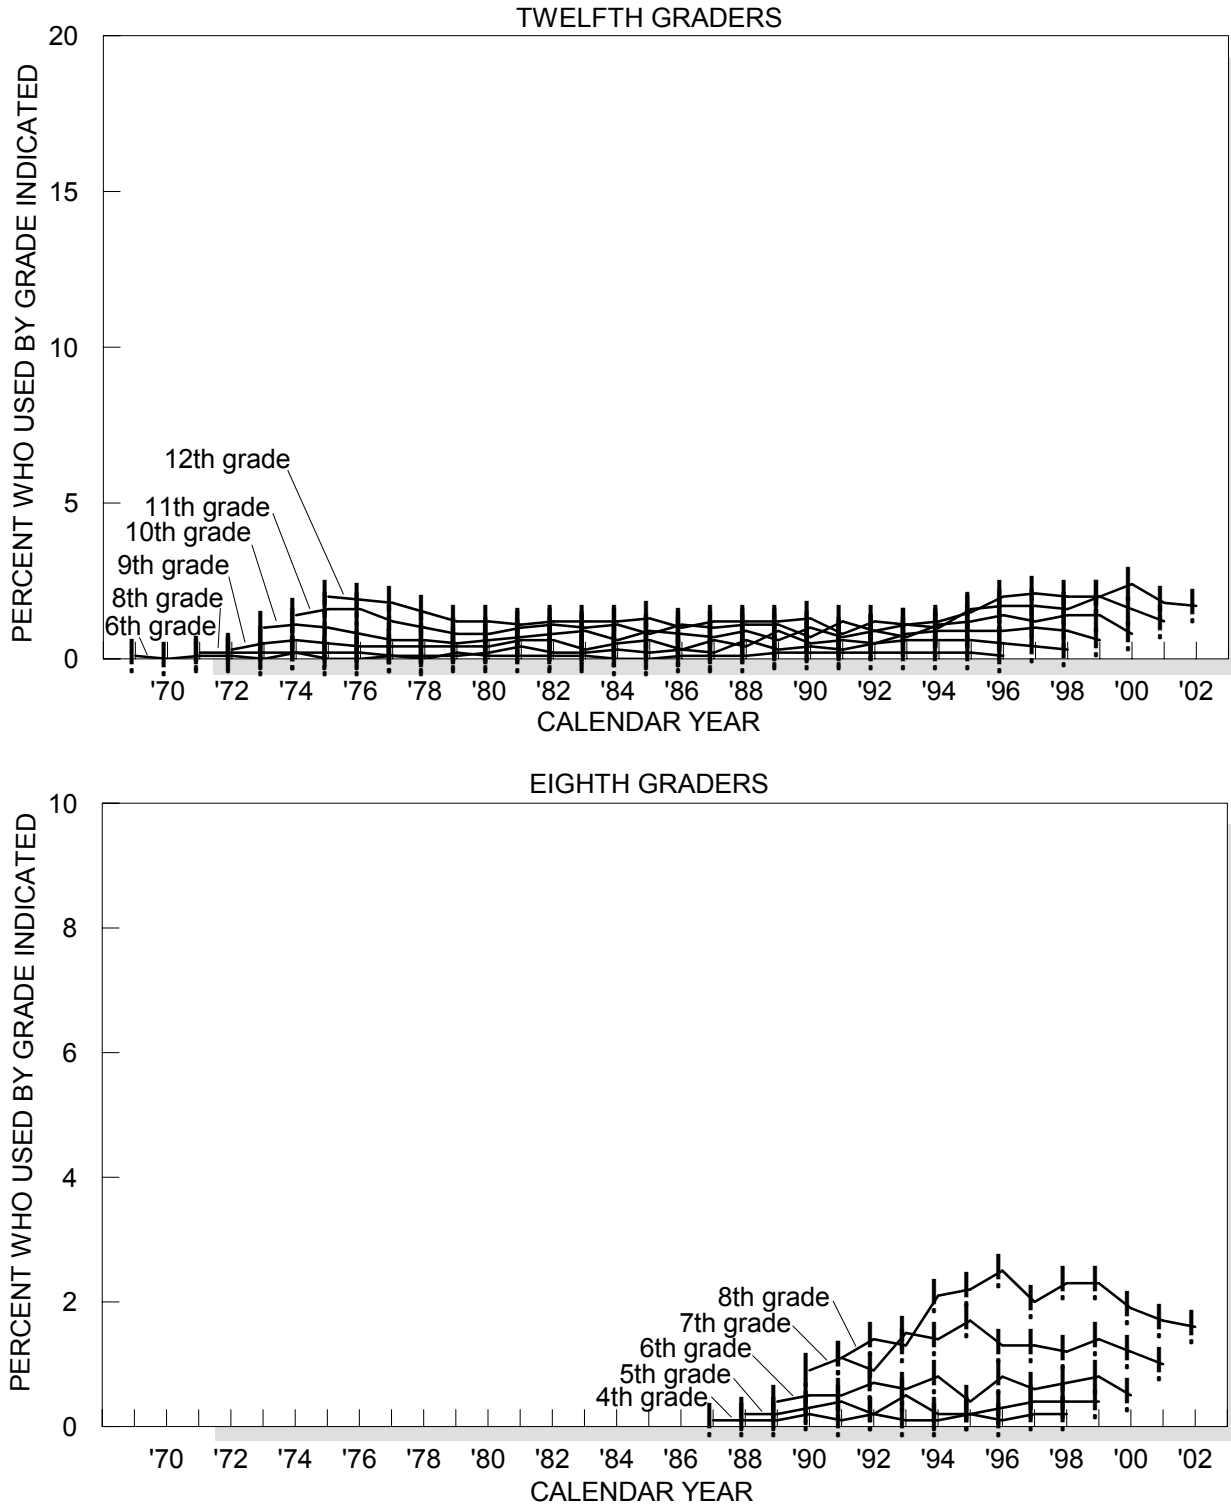 TWELFTH GRADERS
PERCENT WHO USED BY GRADE INDICATED
20
15
10
5
0
12th grade
11th grade
10th grade
9th grade
8th grade
6th grade
'70 '72 '74 '76 '78 '80 '82 '84 '86 '88 '90 '92 '94 '96 '98 '00 '02
CALENDAR YEAR
EIGHTH GRADERS
PERCENT WHO USED BY GRADE INDICATED
10
8
6
4
2
0
8th grade
7th grade
6th grade
5th grade
4th grade
'70 '72 '74 '76 '78 '80 '82 '84 '86 '88 '90 '92 '94 '96 '98 '00 '02
CALENDAR YEAR